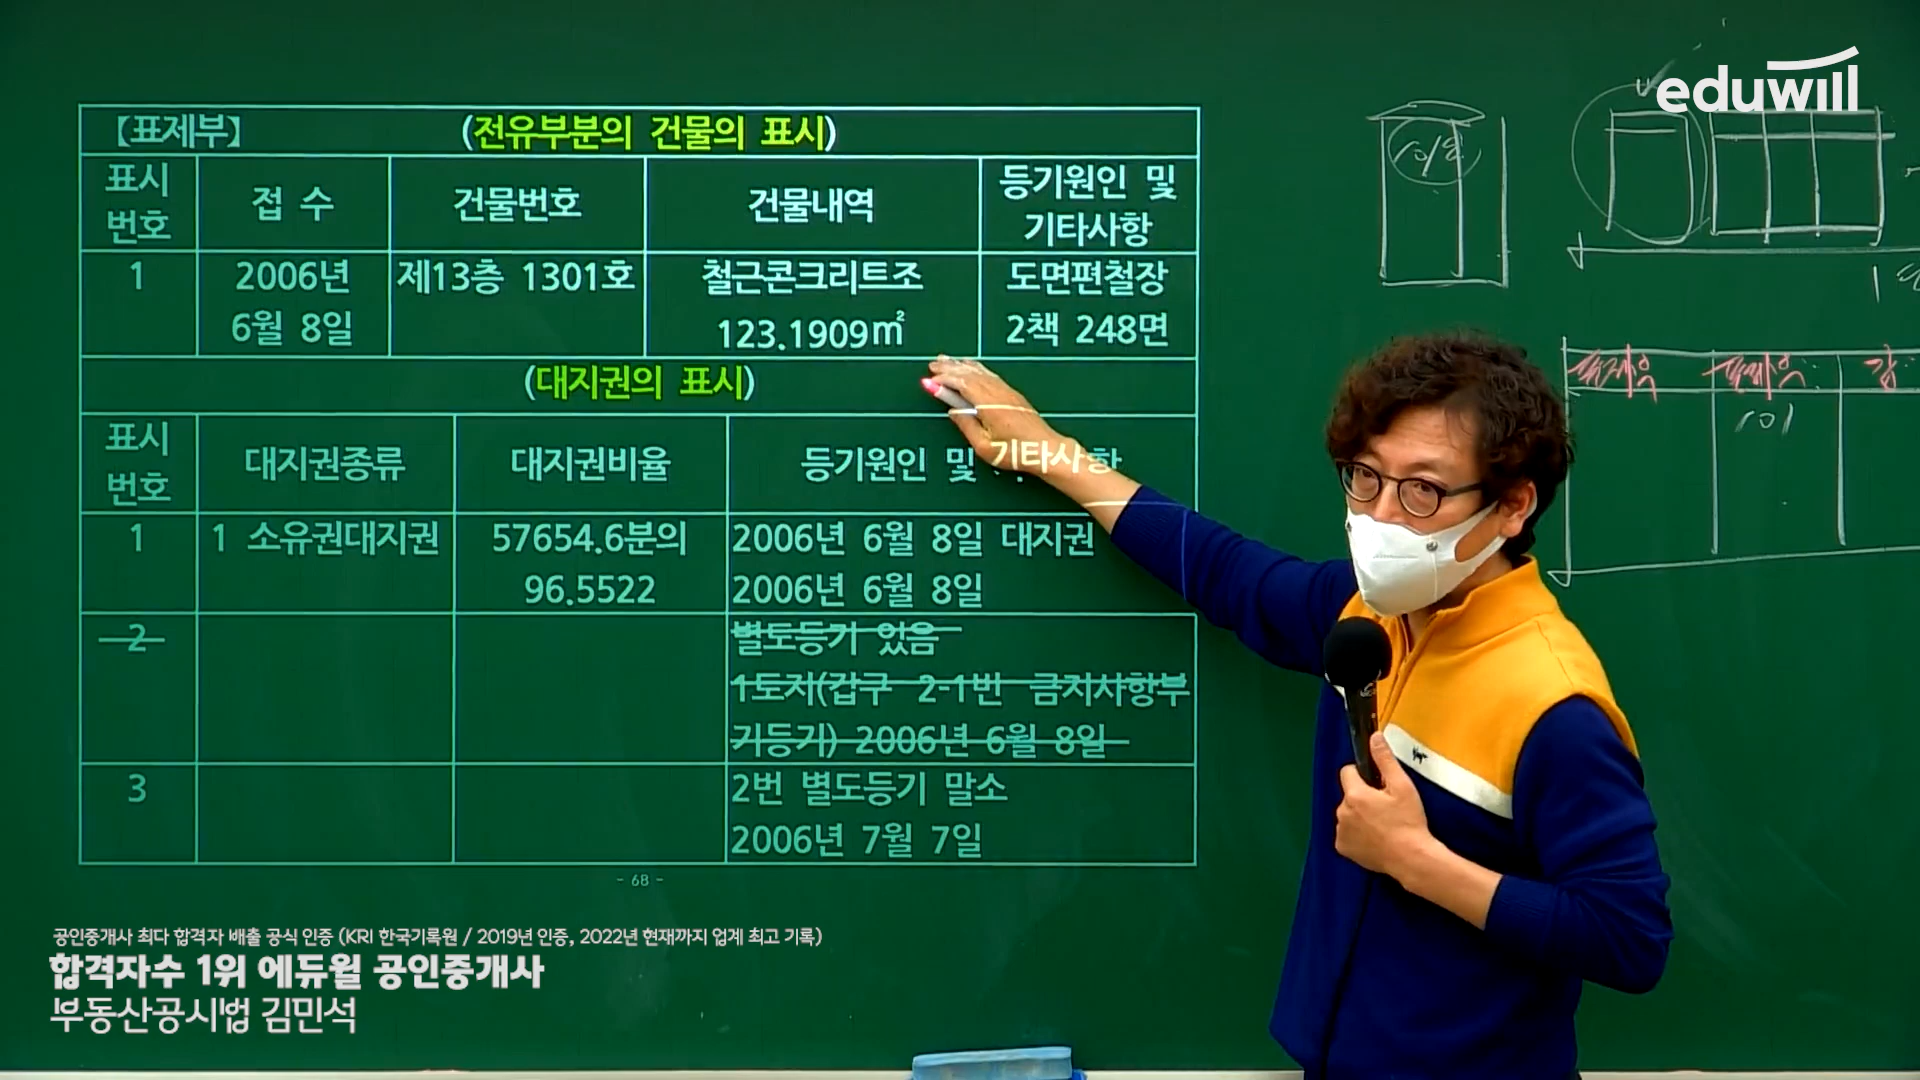 eduwill
【표제부】 (전유부분의 건물의 표시)
표시
번호
접 수
건물번호
건물내역
등기원인 및
기타사항
1
2006년
6월 8일
제13층 1301호
철근콘크리트조
123.1909㎡
도면편철장
2책 248면
(대지권의 표시)
표시
번호
대지권종류
대지권비율
등기원인 및 기타사항
1
1 소유권대지권
57654.6분의
96.5522
2006년 6월 8일 대지권
2006년 6월 8일
2
별도등기 있음
1토지(갑구 2-1번 금지사항부
기등기) 2006년 6월 8일
3
2번 별도등기 말소
2006년 7월 7일
- 68 -
표제부
표제부
갑
101
공인중개사 최다 합격자 배출 공식 인증 (KRI 한국기록원 / 2019년 인증, 2022년 현재까지 업계 최고 기록)
합격자수 1위 에듀윌 공인중개사
부동산공시법 김민석